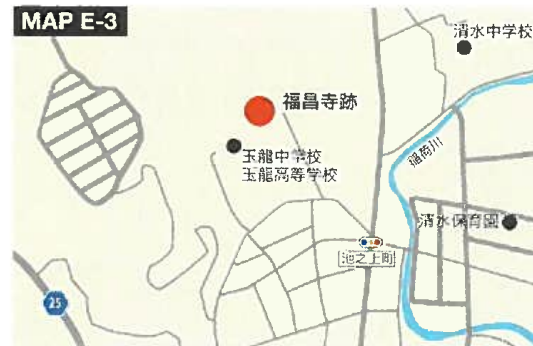 MAP E-3
清水中学校
福昌寺跡
玉龍中学校
玉龍高等学校
稲荷川
清水保育園
池之上町
25